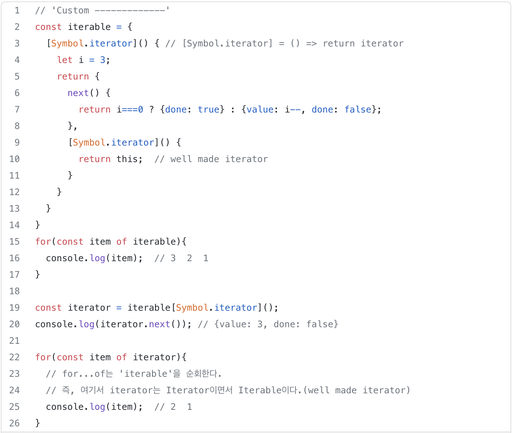 1 // 'Custom -------------'
2 const iterable = {
3 [Symbol.iterator]() { // [Symbol.iterator] = () => return iterator
4 let i = 3;
5 return {
6 next() {
7 return i===0 ? {done: true} : {value: i--, done: false};
8 },
9 [Symbol.iterator]() {
10 return this; // well made iterator
11 }
12 }
13 }
14 }
15 for(const item of iterable){
16 console.log(item); // 3 2 1
17 }
18
19 const iterator = iterable[Symbol.iterator]();
20 console.log(iterator.next()); // {value: 3, done: false}
21
22 for(const item of iterator){
23 // for...of는 'iterable'을 순회한다.
24 // 즉, 여기서 iterator는 Iterator이면서 Iterable이다.(well made iterator)
25 console.log(item); // 2 1
26 }